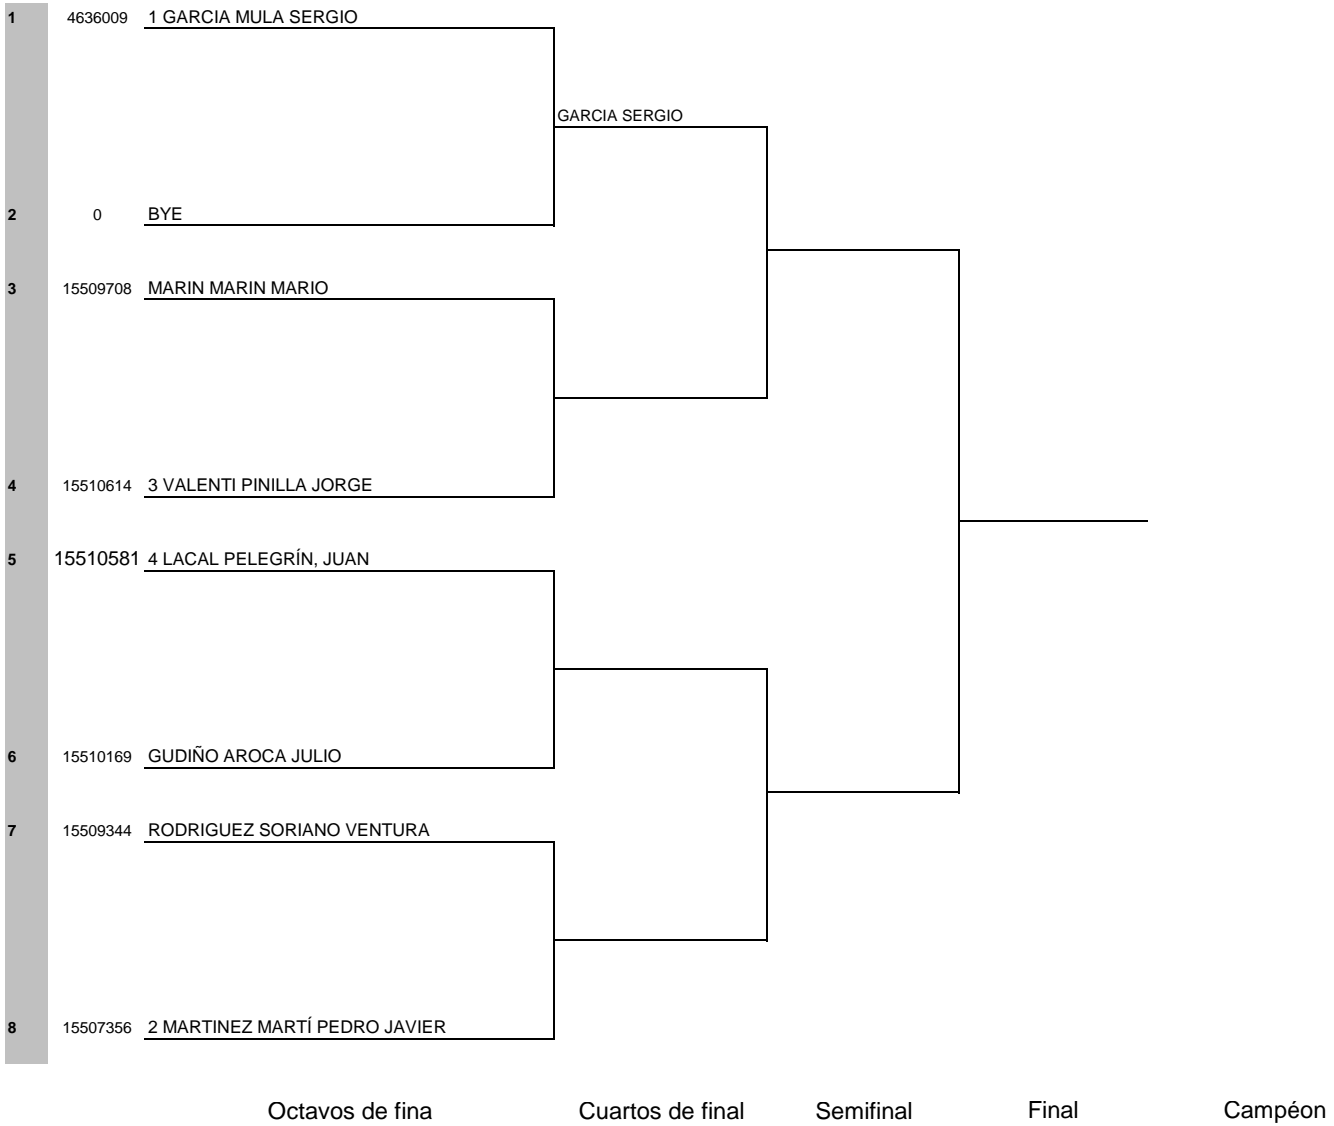 1 4636009 1 GARCIA MULA SERGIO
GARCIA SERGIO
2 0 BYE
3 15509708 MARIN MARIN MARIO
4 15510614 3 VALENTI PINILLA JORGE
5 15510581 4 LACAL PELEGRÍN, JUAN
6 15510169 GUDIÑO AROCA JULIO
7 15509344 RODRIGUEZ SORIANO VENTURA
8 15507356 2 MARTINEZ MARTÍ PEDRO JAVIER
Octavos de fina Cuartos de final Semifinal Final Campéon